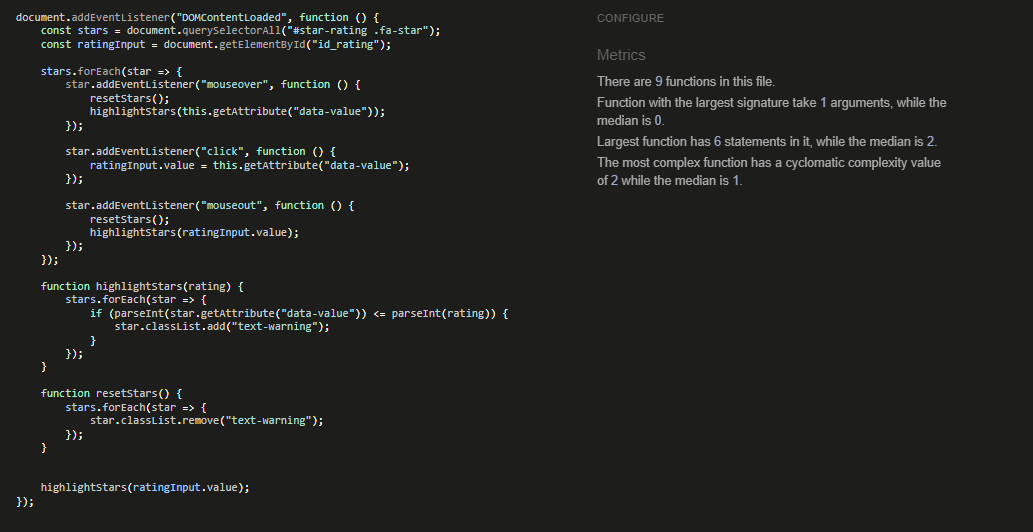 document.addEventListener("DOMContentLoaded", function () {
    const stars = document.querySelectorAll("#star-rating .fa-star");
    const ratingInput = document.getElementById("id_rating");

    stars.forEach(star => {
        star.addEventListener("mouseover", function () {
            resetStars();
            highlightStars(this.getAttribute("data-value"));
        });

        star.addEventListener("click", function () {
            ratingInput.value = this.getAttribute("data-value");
        });

        star.addEventListener("mouseout", function () {
            resetStars();
            highlightStars(ratingInput.value);
        });
    });

    function highlightStars(rating) {
        stars.forEach(star => {
            if (parseInt(star.getAttribute("data-value")) <= parseInt(rating)) {
                star.classList.add("text-warning");
            }
        });
    }

    function resetStars() {
        stars.forEach(star => {
            star.classList.remove("text-warning");
        });
    }

    highlightStars(ratingInput.value);
});
CONFIGURE
Metrics
There are 9 functions in this file.
Function with the largest signature take 1 arguments, while the
median is 0.
Largest function has 6 statements in it, while the median is 2.
The most complex function has a cyclomatic complexity value
of 2 while the median is 1.